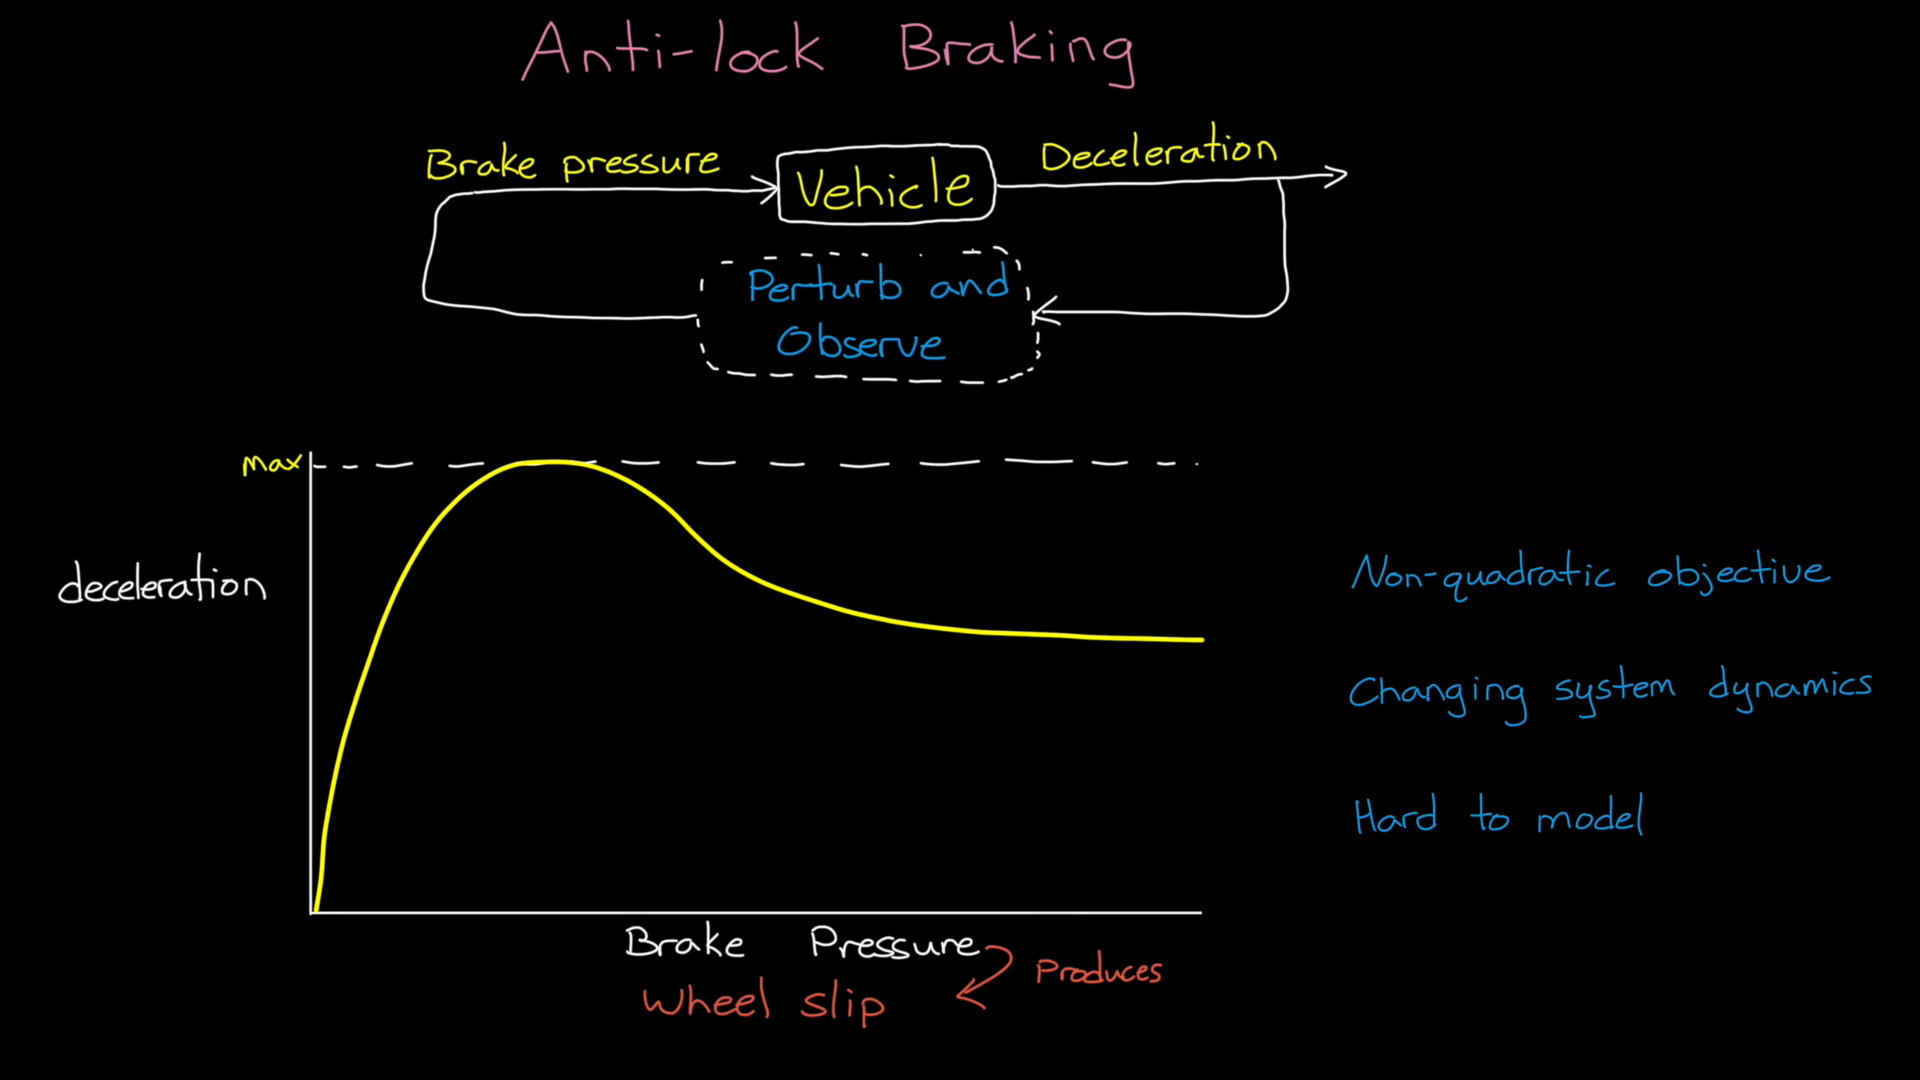 Anti-lock Braking
Brake pressure
Vehicle
Deceleration
Perturb and
Observe
max
deceleration
Non-quadratic objective
Changing system dynamics
Hard to model
Brake Pressure
Produces
Wheel slip